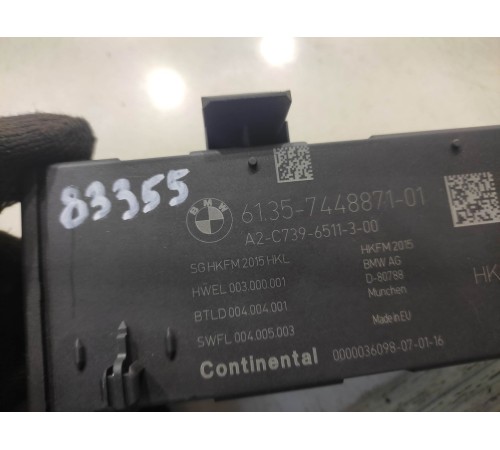 83355
BMW
61.35-7448871-01
A2-C739-6511-3-00
SG HKFM 2015 HKL
HWEL 003.000.001
BTLD 004.004.001
SWFL 004.005.003
HKFM 2015
BMW AG
D-80788
Munchen
Made in EU
HK
Continental
0000036098-07-01-16